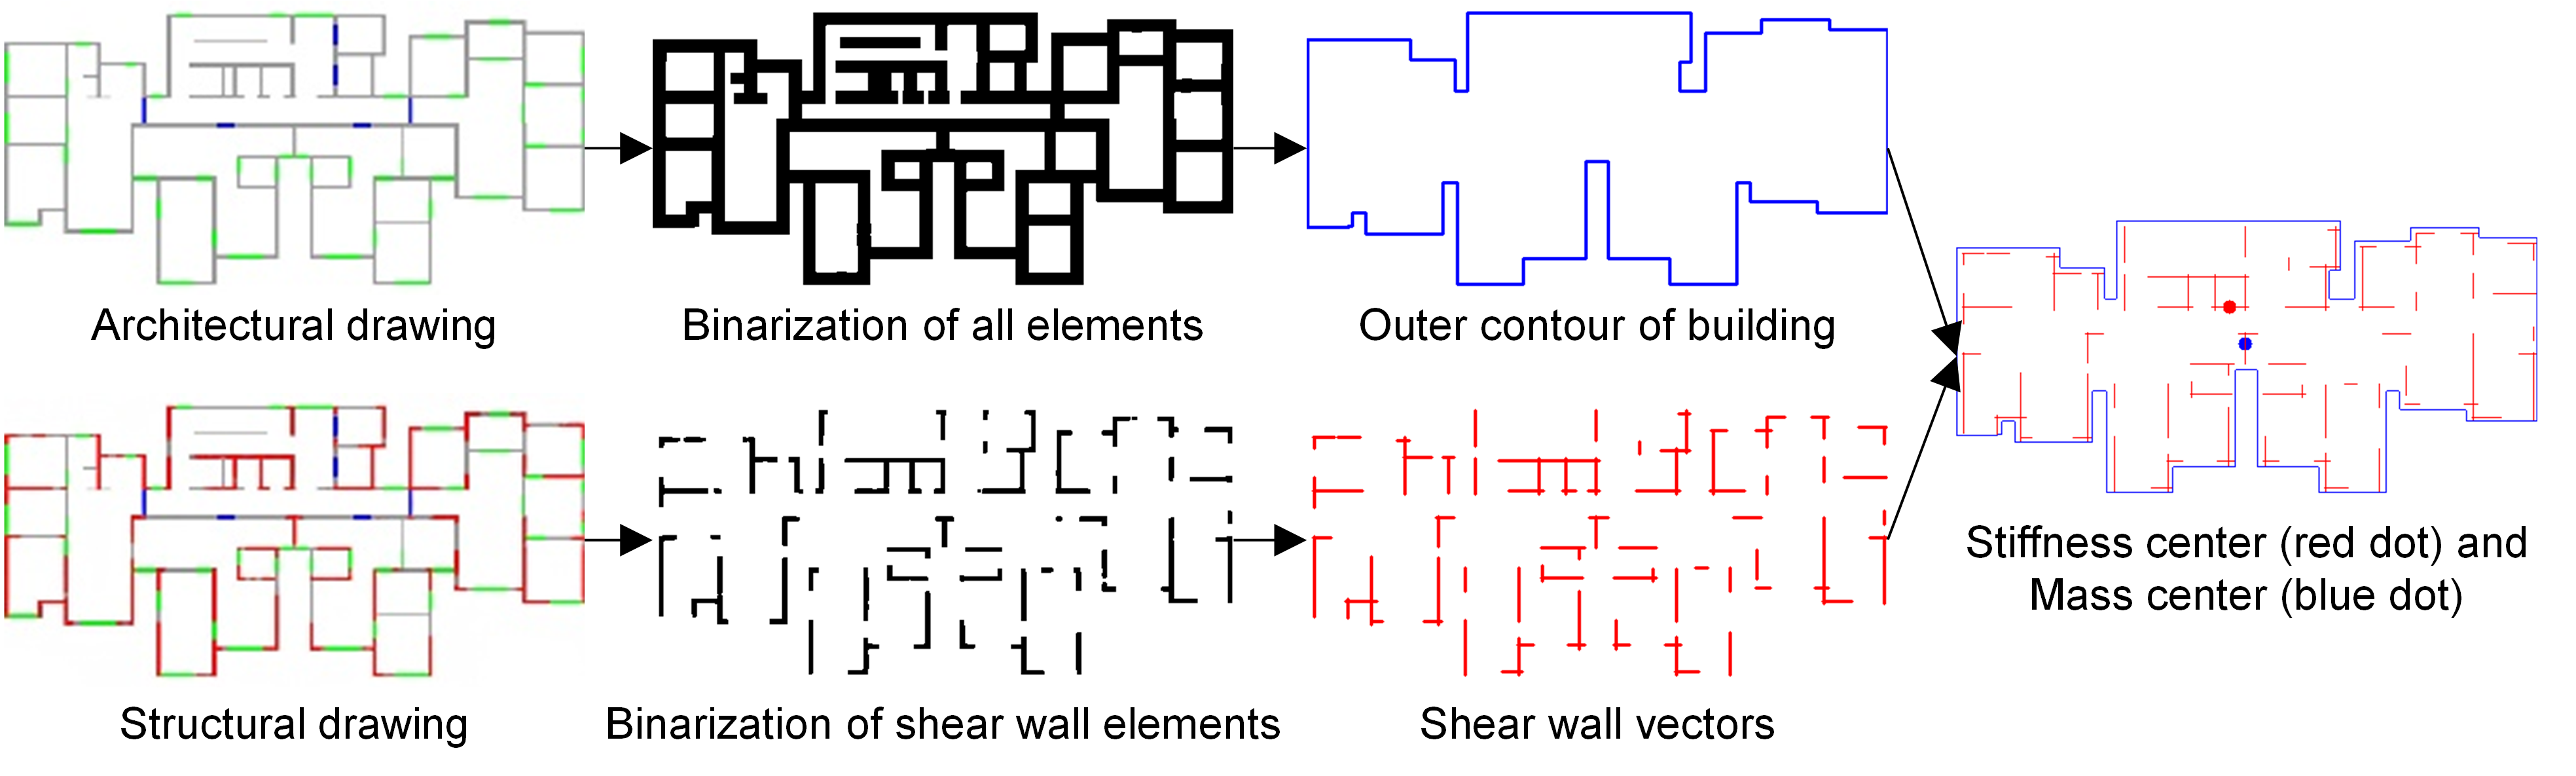 Architectural drawing
Binarization of all elements
Outer contour of building
Stiffness center (red dot) and
Mass center (blue dot)
Structural drawing
Binarization of shear wall elements
Shear wall vectors